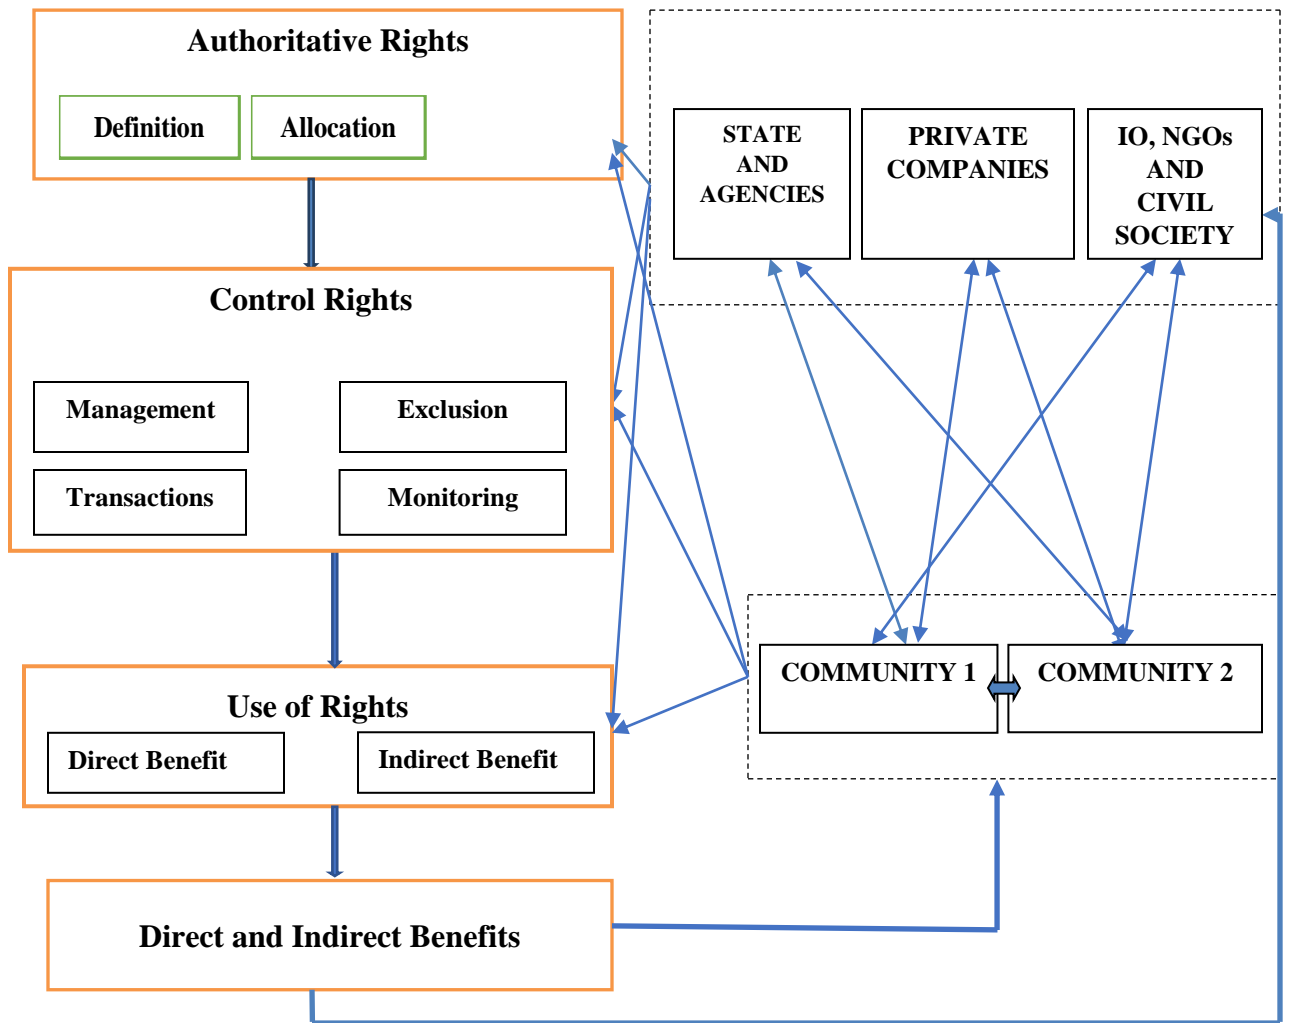 Authoritative Rights
Definition
Allocation
STATE
AND
AGENCIES
PRIVATE
COMPANIES
IO, NGOs
AND
CIVIL
SOCIETY
Control Rights
Management
Exclusion
Transactions
Monitoring
COMMUNITY 1
COMMUNITY 2
Use of Rights
Direct Benefit
Indirect Benefit
Direct and Indirect Benefits